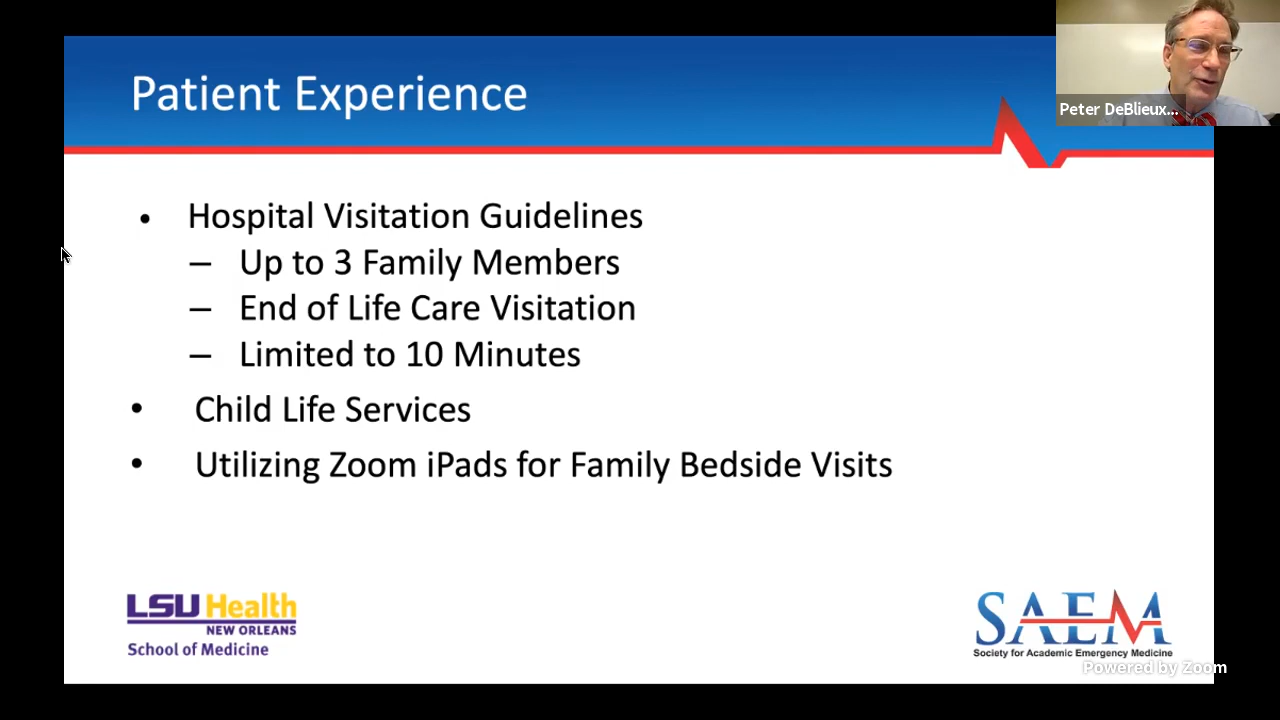 Patient Experience
Peter DeBlieux...
• Hospital Visitation Guidelines
– Up to 3 Family Members
– End of Life Care Visitation
– Limited to 10 Minutes
• Child Life Services
• Utilizing Zoom iPads for Family Bedside Visits
LSU Health
NEW ORLEANS
School of Medicine
SAEM
Society for Academic Emergency Medicine
Powered by Zoom